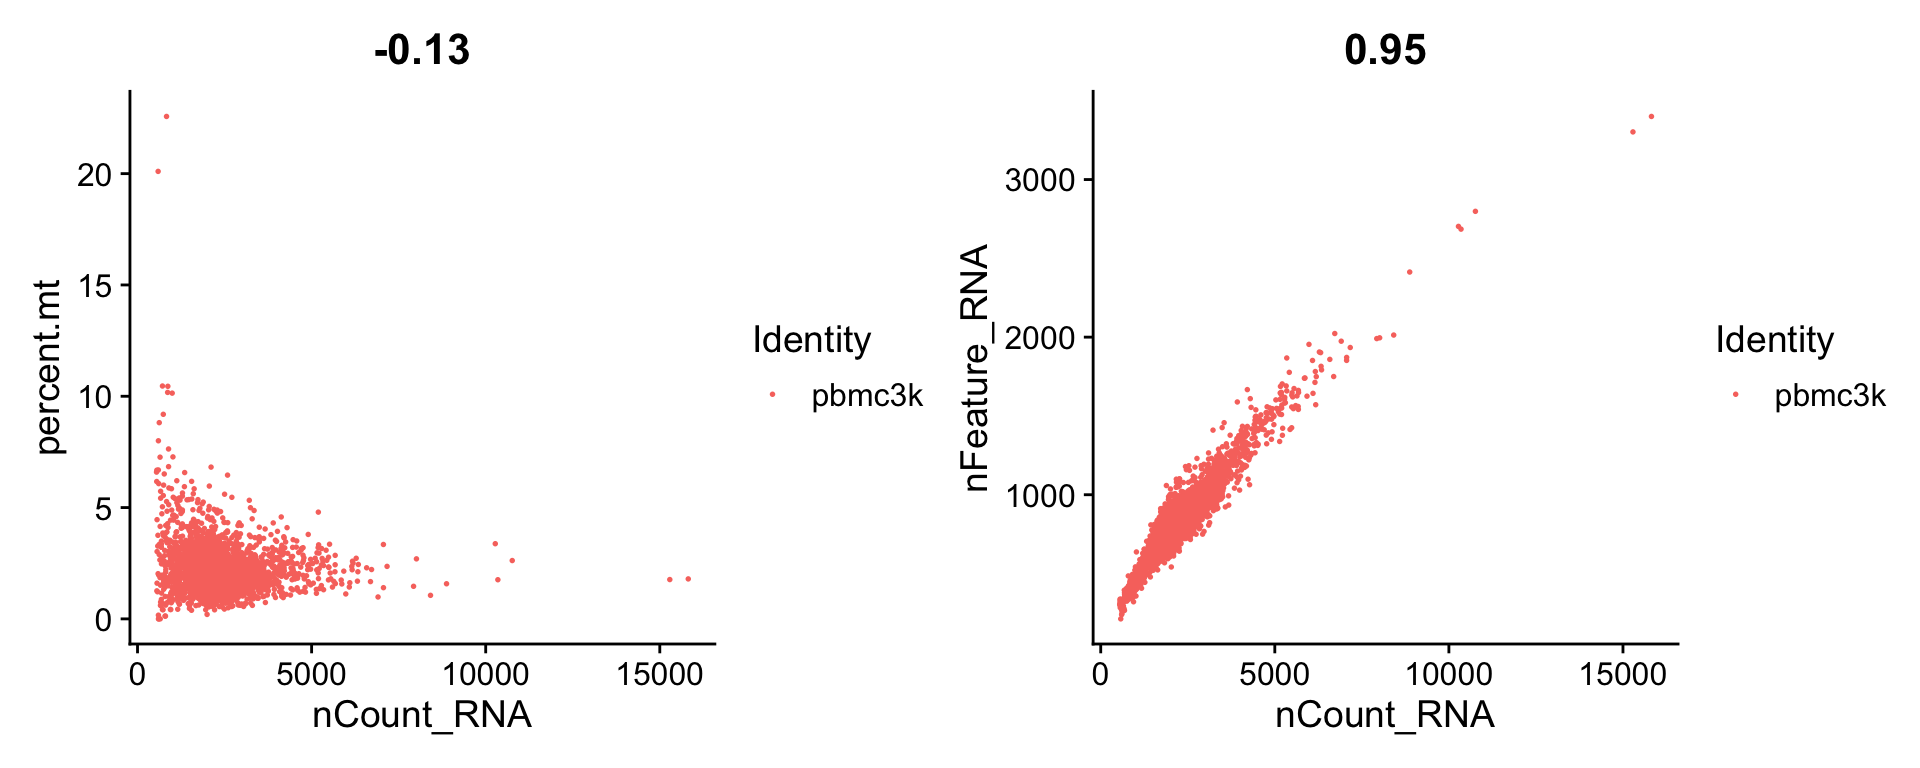 -0.13
percent.mt
20
15
10
5
0
0 5000 10000 15000
nCount_RNA
Identity
pbmc3k
0.95
nFeature_RNA
3000
2000
1000
0 5000 10000 15000
nCount_RNA
Identity
pbmc3k